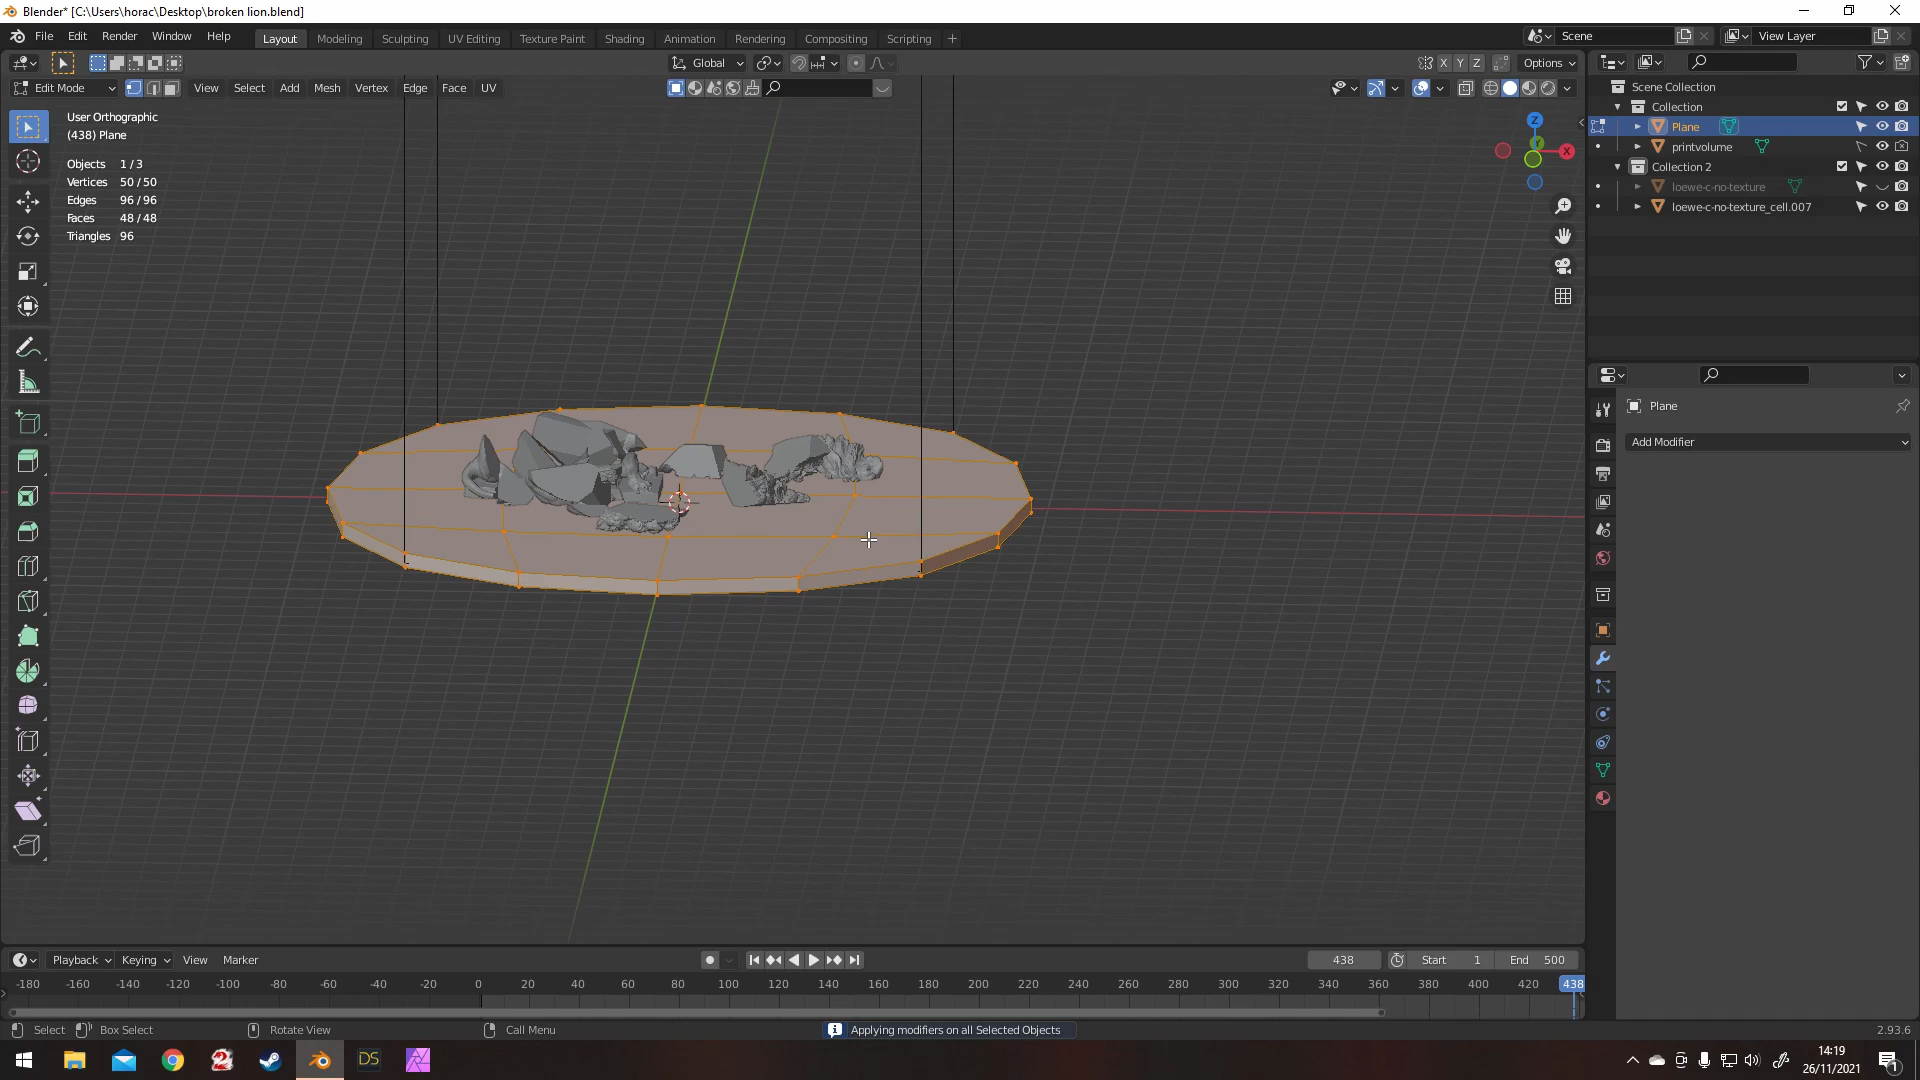 Blender* [C:\Users\horac\Desktop\broken lion.blend]
File Edit Render Window Help
Layout Modeling Sculpting UV Editing Texture Paint Shading Animation Rendering Compositing Scripting +
Scene
View Layer
Global
X Y Z
Options
Edit Mode
View Select Add Mesh Vertex Edge Face UV
User Orthographic
(438) Plane
Objects 1 / 3
Vertices 50 / 50
Edges 96 / 96
Faces 48 / 48
Triangles 96
Z
X
Scene Collection
Collection
Plane
printvolume
Collection 2
loewe-c-no-texture
loewe-c-no-texture_cell.007
Plane
Add Modifier
Playback Keying View Marker
438
Start 1
End 500
-180 -160 -140 -120 -100 -80 -60 -40 -20 0 20 40 60 80 100 120 140 160 180 200 220 240 260 280 300 320 340 360 380 400 420 438
Select Box Select Rotate View Call Menu
Applying modifiers on all Selected Objects
2.93.6
DS
14:19
26/11/2021
1